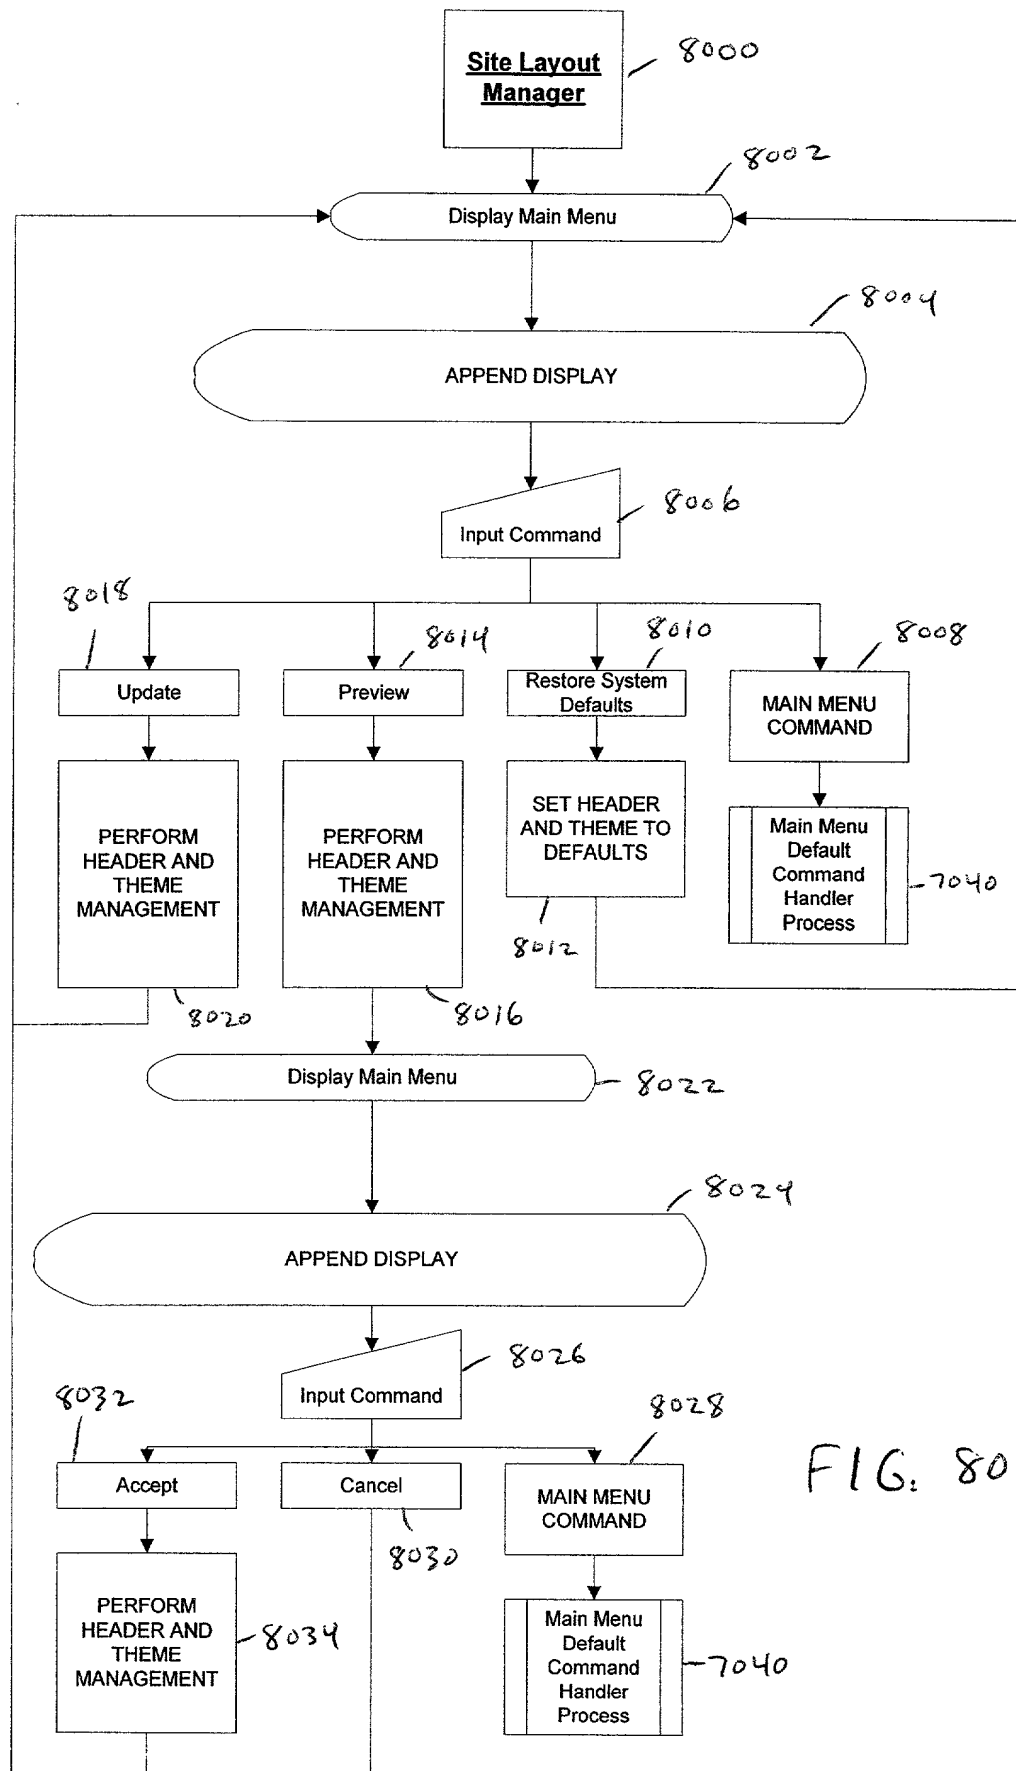 Site Layout
Manager
8000
8002
Display Main Menu
8004
APPEND DISPLAY
8006
Input Command
8018
8014
8010
8008
Update
Preview
Restore System
Defaults
MAIN MENU
COMMAND
PERFORM
HEADER AND
THEME
MANAGEMENT
PERFORM
HEADER AND
THEME
MANAGEMENT
SET HEADER
AND THEME TO
DEFAULTS
Main Menu
Default
Command
Handler
Process
7040
8012
8020
8016
Display Main Menu
8022
8024
APPEND DISPLAY
8026
Input Command
8032
8028
Accept
Cancel
MAIN MENU
COMMAND
FIG. 80
8030
PERFORM
HEADER AND
THEME
MANAGEMENT
8034
Main Menu
Default
Command
Handler
Process
7040